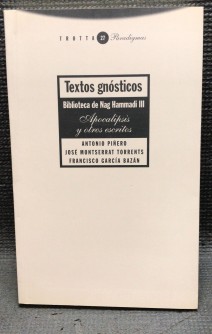 TROTTA 27 Paradigmas
Textos gnósticos
Biblioteca de Nag Hammadi III
Apocalipsis
y otros escritos
ANTONIO PIÑERO
JOSÉ MONTSERRAT TORRENTS
FRANCISCO GARCÍA BAZÁN